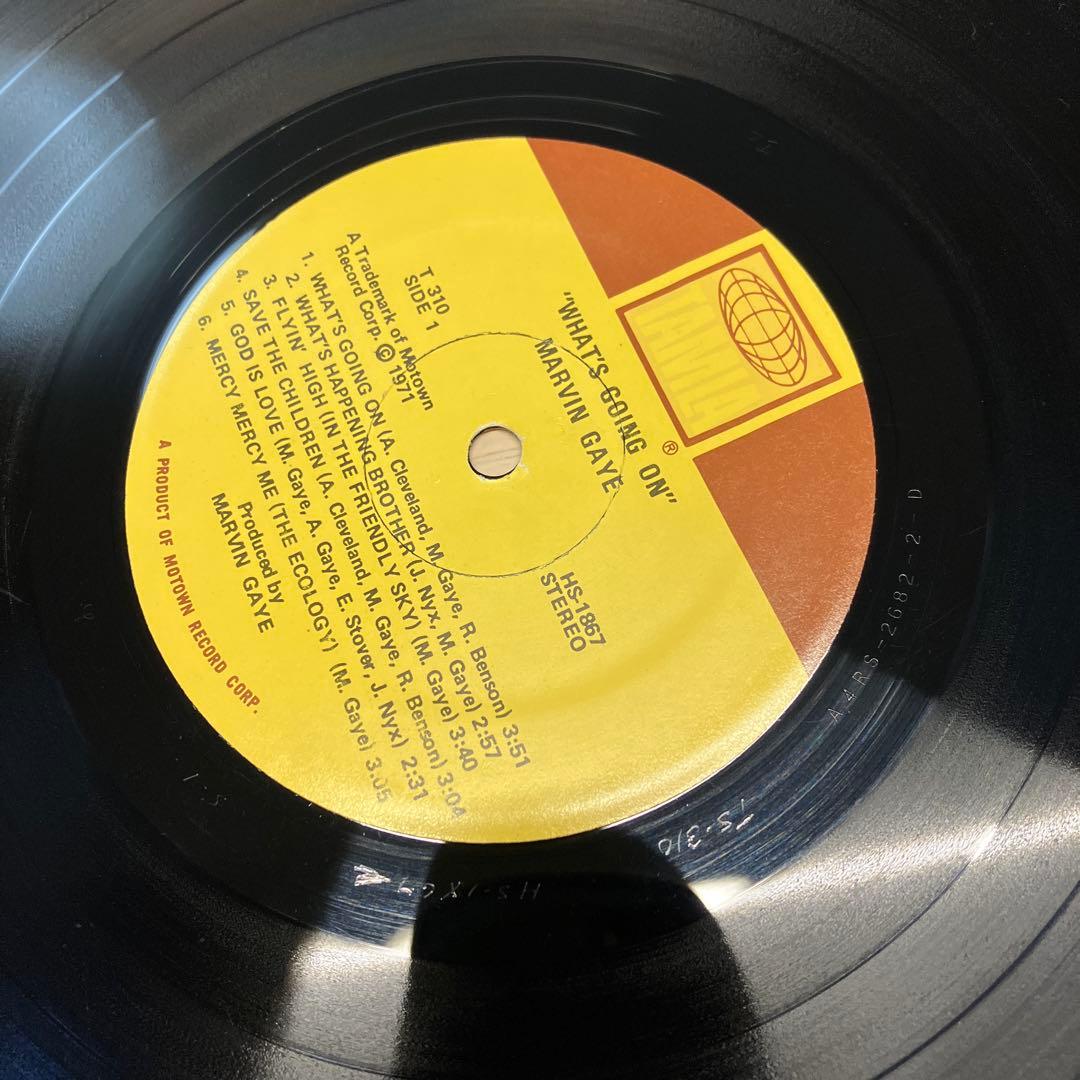 TAMLA
®
"WHAT'S GOING ON"
MARVIN GAYE
T 310
SIDE 1
A Trademark of Motown
Record Corp. © 1971
HS-1867
STEREO
1. WHAT'S GOING ON (A. Cleveland, M. Gaye, R. Benson) 3:51
2. WHAT'S HAPPENING BROTHER (J. Nyx, M. Gaye) 2:57
3. FLYIN' HIGH (IN THE FRIENDLY SKY) (M. Gaye) 3:40
4. SAVE THE CHILDREN (A. Cleveland, M. Gaye, R. Benson) 3:04
5. GOD IS LOVE (M. Gaye, A. Gaye, E. Stover, J. Nyx) 2:31
6. MERCY MERCY ME (THE ECOLOGY) (M. Gaye) 3:05
Produced by
MARVIN GAYE
A PRODUCT OF MOTOWN RECORD CORP.
A4RS-2682-2-D
TS-310